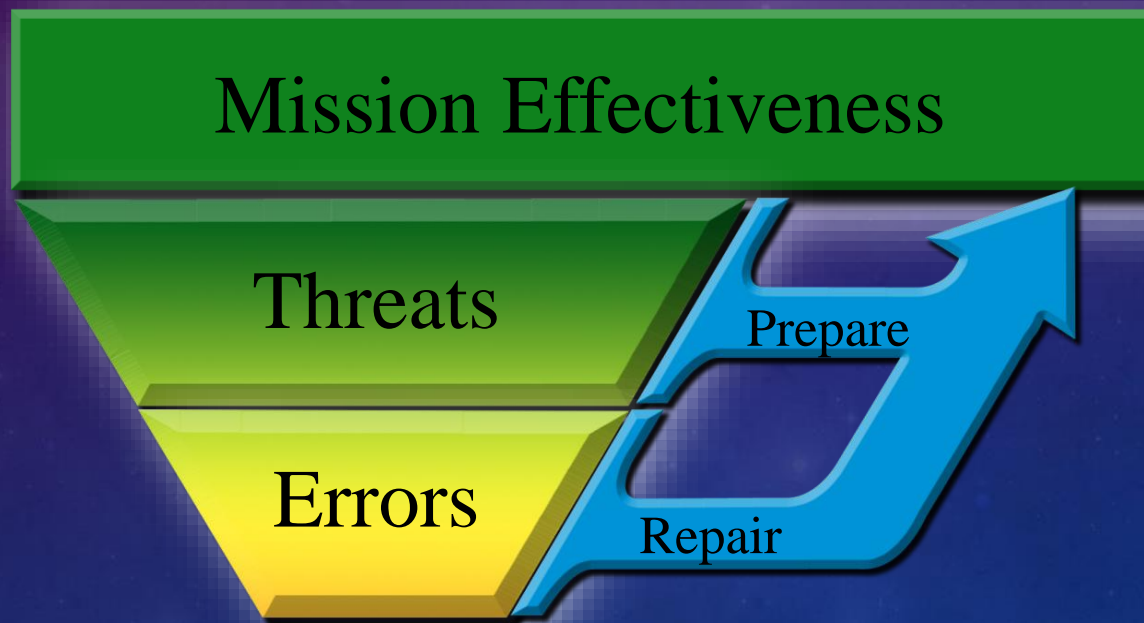 Mission Effectiveness
Threats
Prepare
Errors
Repair